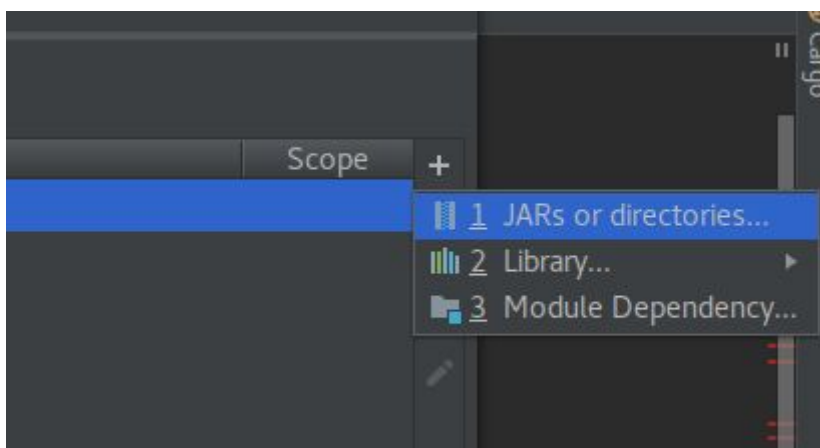 Cargo
Scope
1 JARs or directories...
2 Library...
3 Module Dependency...